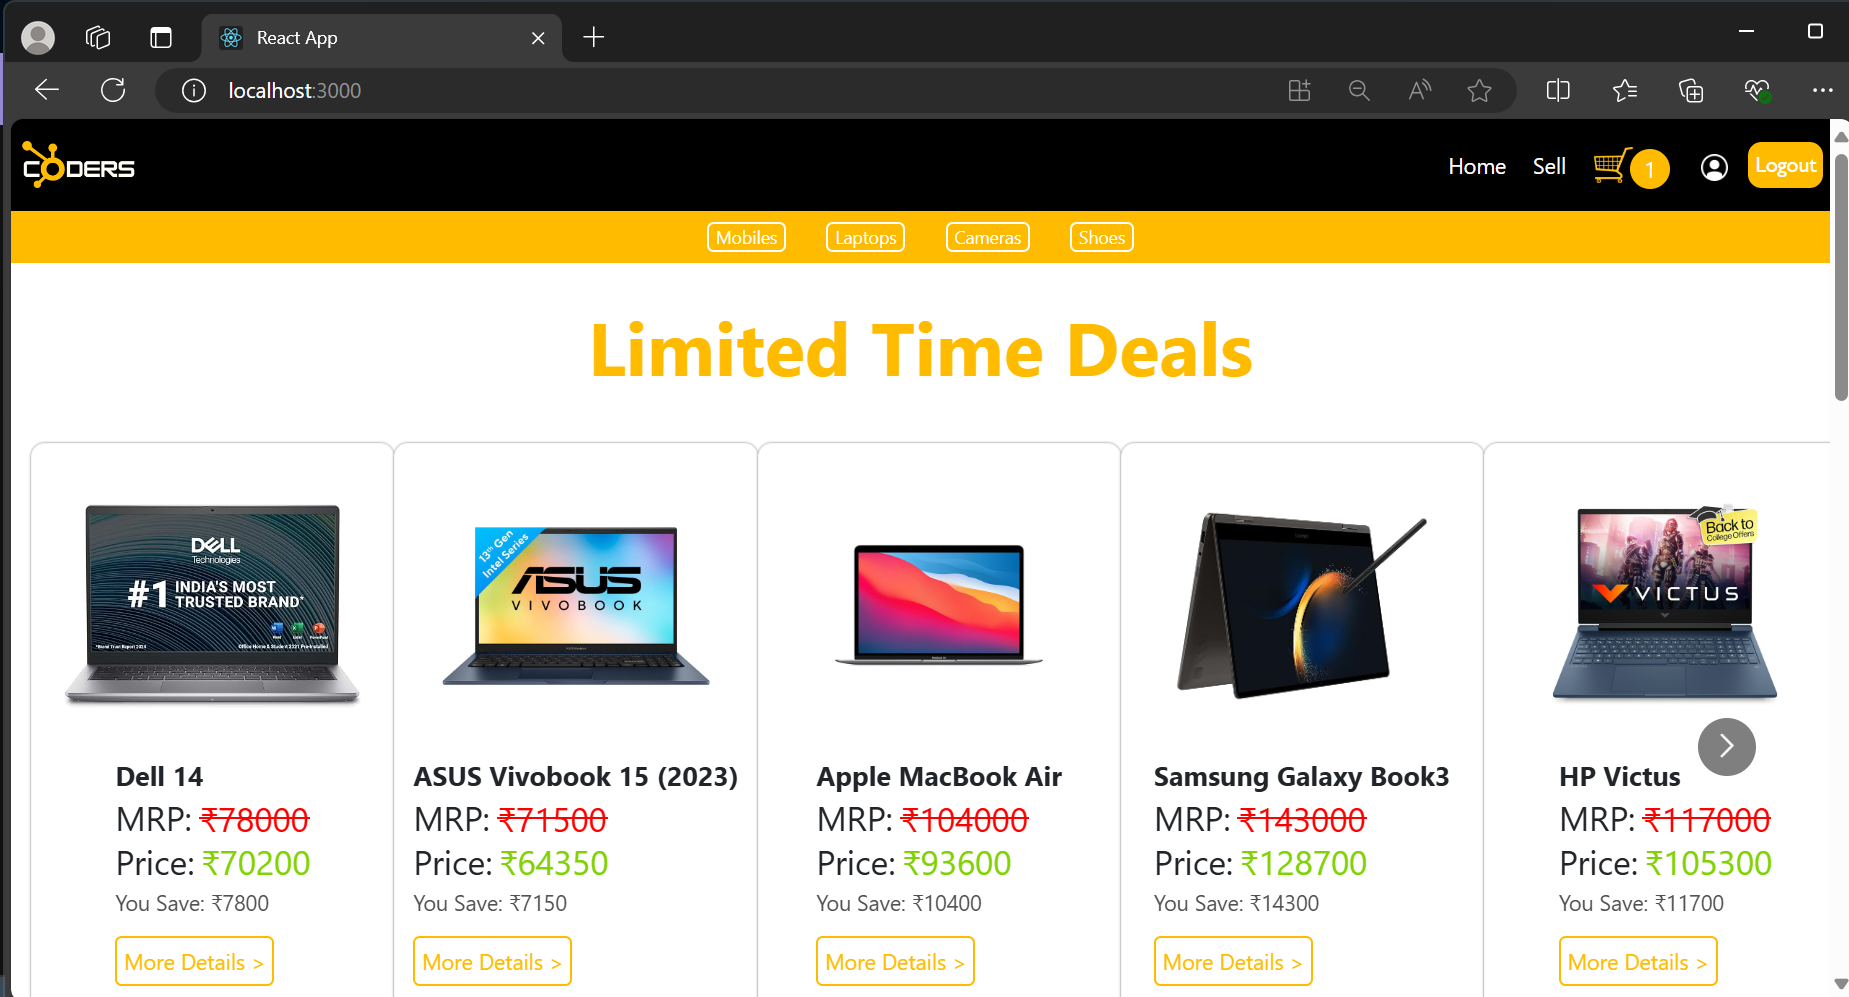 React App
localhost:3000
CODERS
Home
Sell
1
Logout
Mobiles
Laptops
Cameras
Shoes
Limited Time Deals
DELL
Technologies
#1 INDIA'S MOST
TRUSTED BRAND*
13th Gen
Intel Series
ASUS
VIVOBOOK
Back to
College Offers
VICTUS
Dell 14
MRP: ₹78000
Price: ₹70200
You Save: ₹7800
More Details >
ASUS Vivobook 15 (2023)
MRP: ₹71500
Price: ₹64350
You Save: ₹7150
More Details >
Apple MacBook Air
MRP: ₹104000
Price: ₹93600
You Save: ₹10400
More Details >
Samsung Galaxy Book3
MRP: ₹143000
Price: ₹128700
You Save: ₹14300
More Details >
HP Victus
MRP: ₹117000
Price: ₹105300
You Save: ₹11700
More Details >